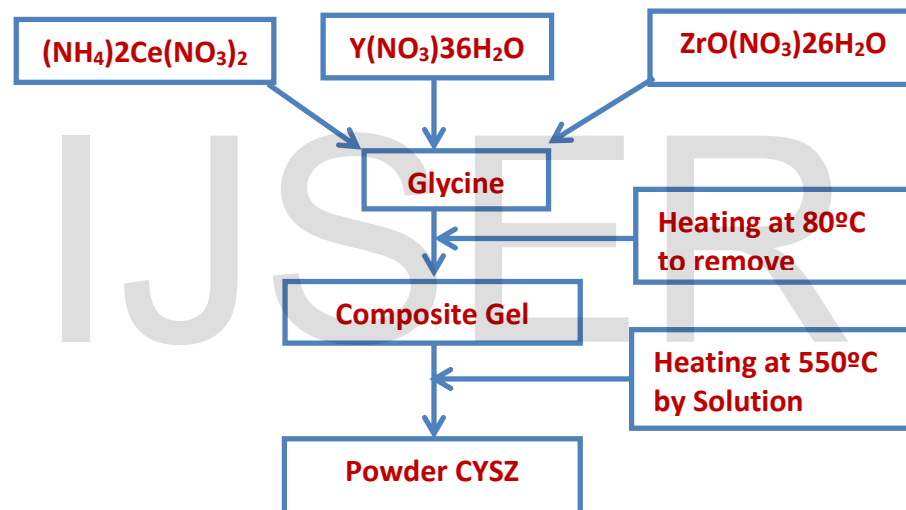 (NH₄)2Ce(NO₃)₂
Y(NO₃)36H₂O
ZrO(NO₃)26H₂O
Glycine
Heating at 80ºC
to remove
Composite Gel
Heating at 550ºC
by Solution
Powder CYSZ
IJSER